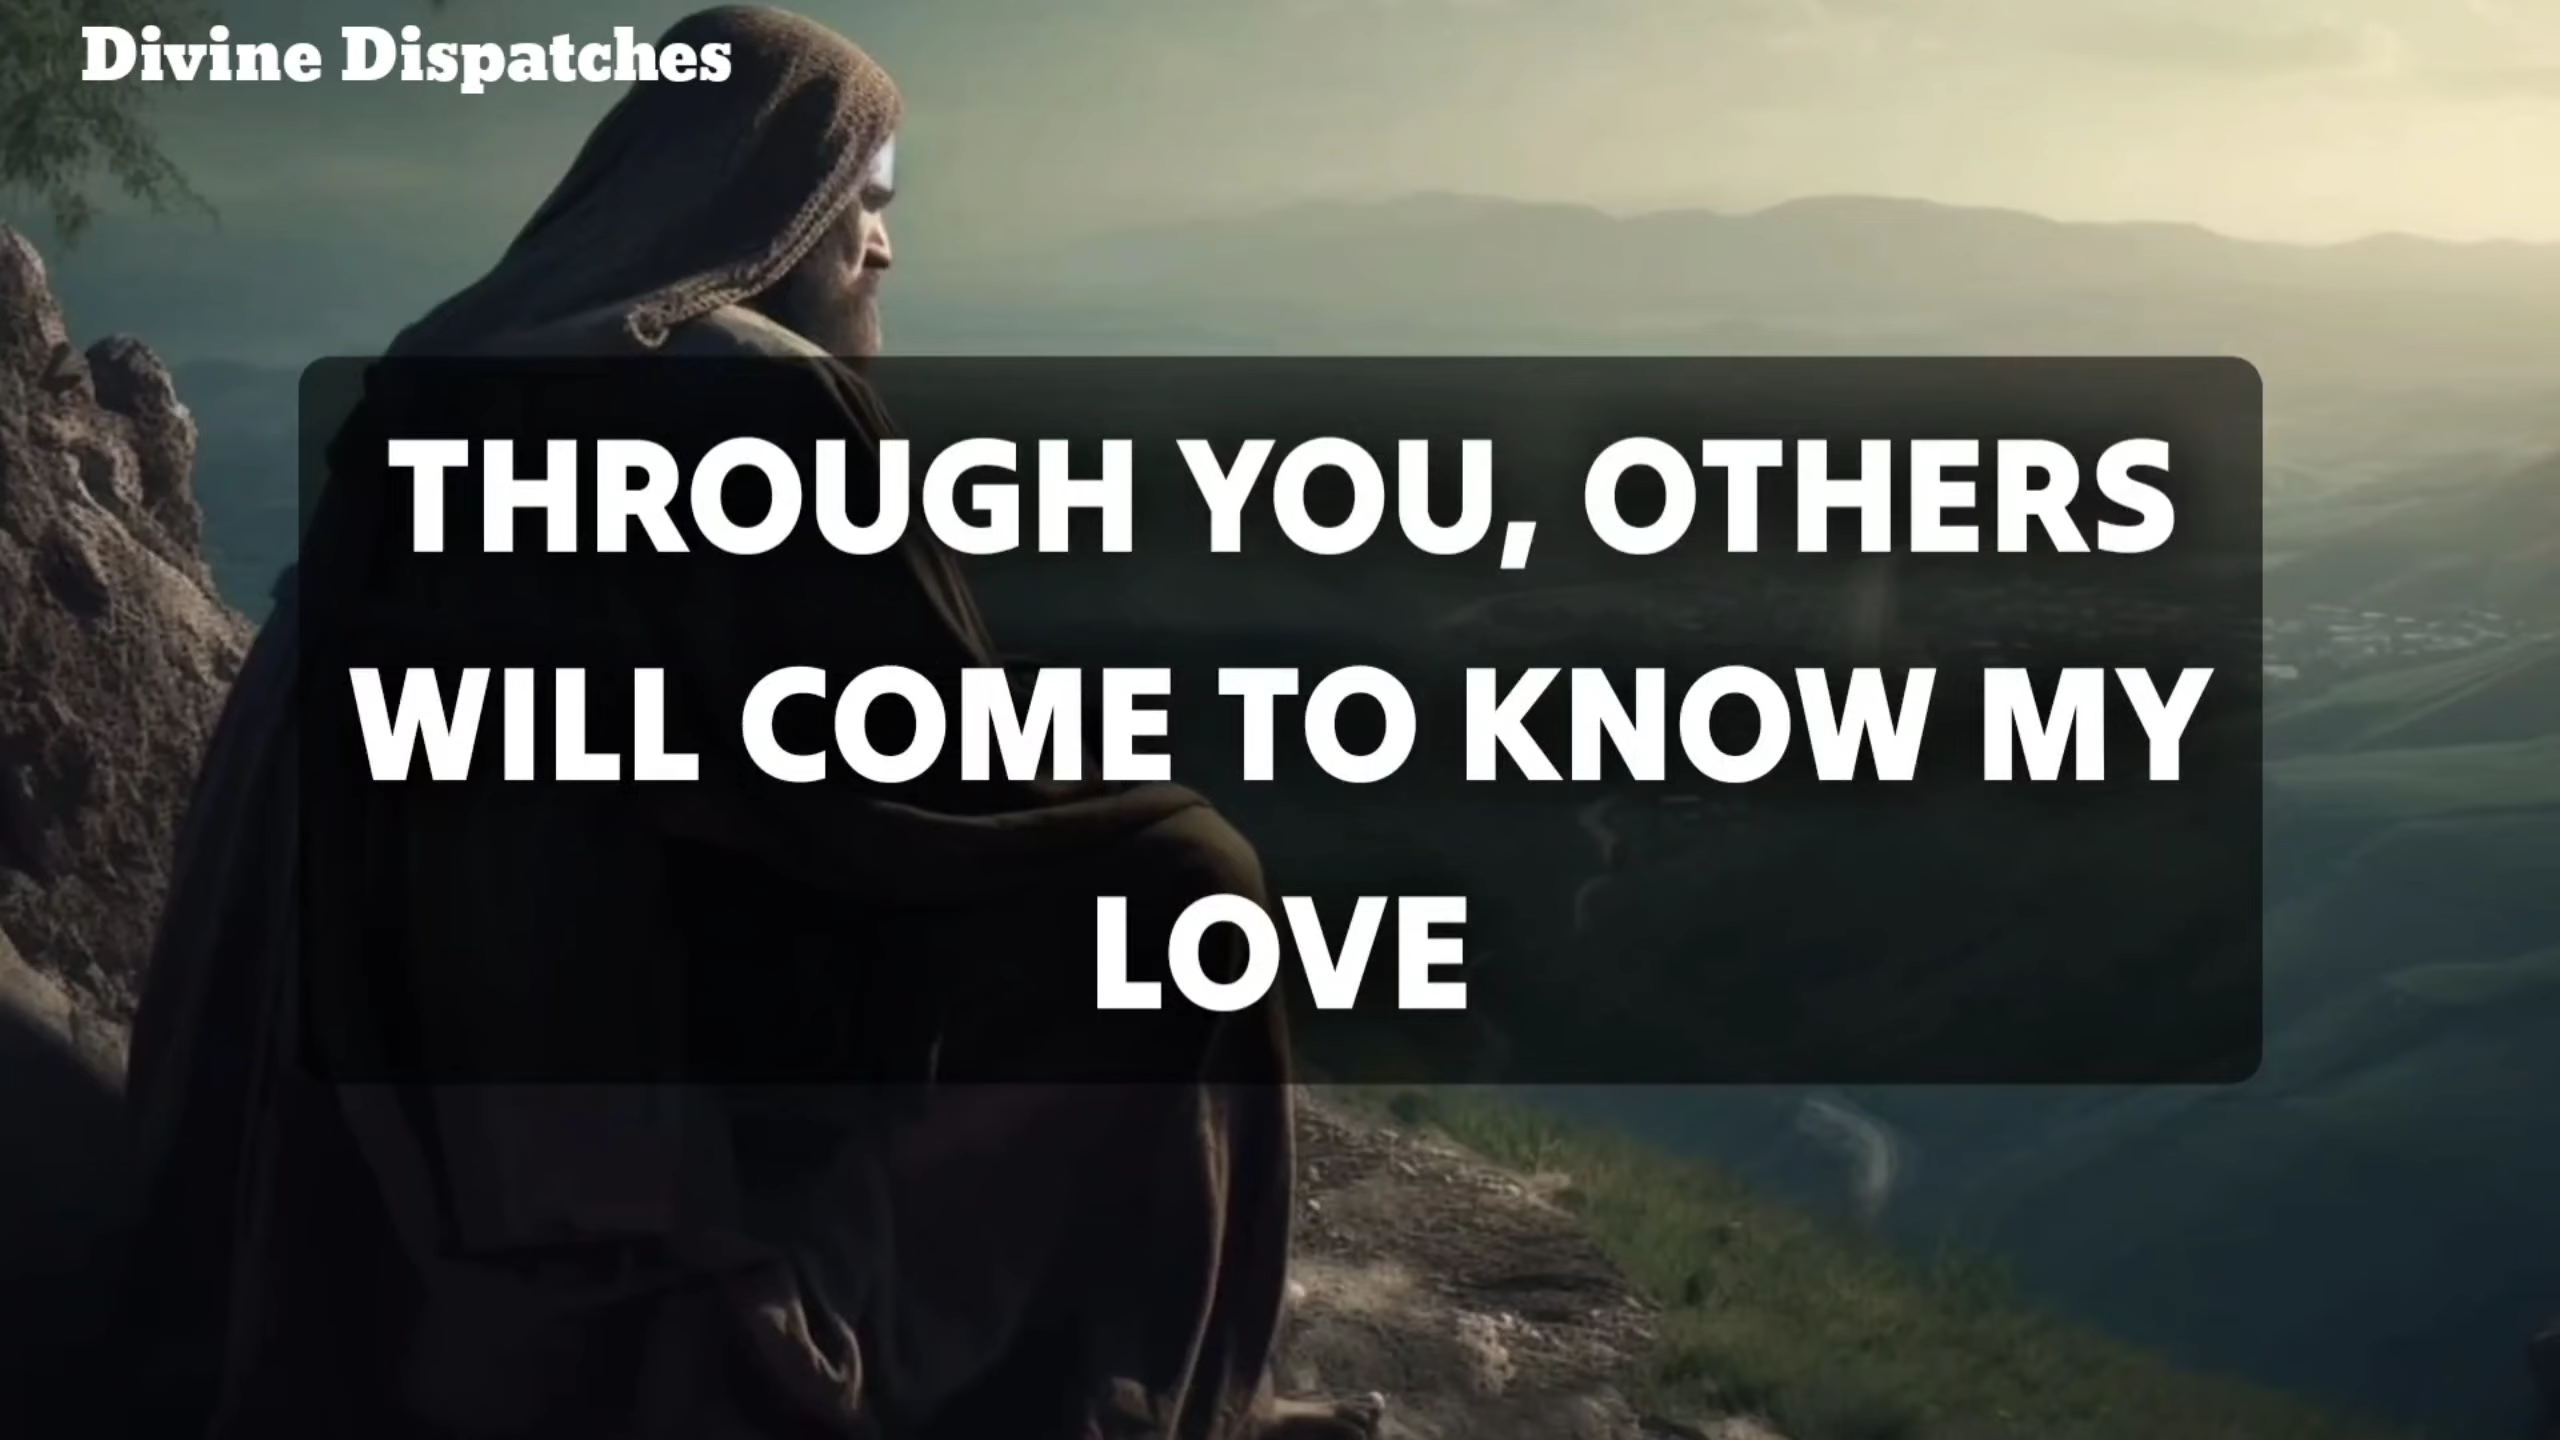 Divine Dispatches
THROUGH YOU, OTHERS
WILL COME TO KNOW MY
LOVE